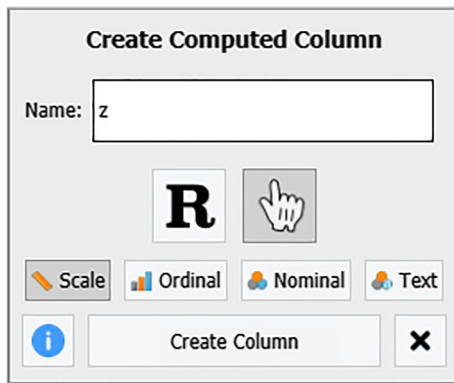 Create Computed Column
Name: z
R
Scale Ordinal Nominal Text
i Create Column X